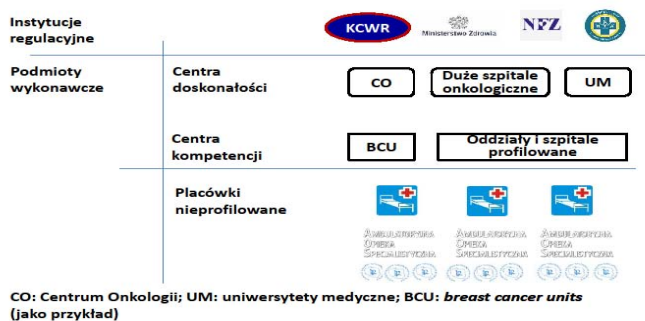 Instytucje
regulacyjne
KCWR
Ministerstwo Zdrowia
NFZ
Podmioty
wykonawcze
Centra
doskonałości
CO
Duże szpitale
onkologiczne
UM
Centra
kompetencji
BCU
Oddziały i szpitale
profilowane
Placówki
nieprofilowane
Ambulatoryjna
Opieka
Specjalistyczna
Ambulatoryjna
Opieka
Specjalistyczna
Ambulatoryjna
Opieka
Specjalistyczna
CO: Centrum Onkologii; UM: uniwersytety medyczne; BCU: breast cancer units
(jako przykład)